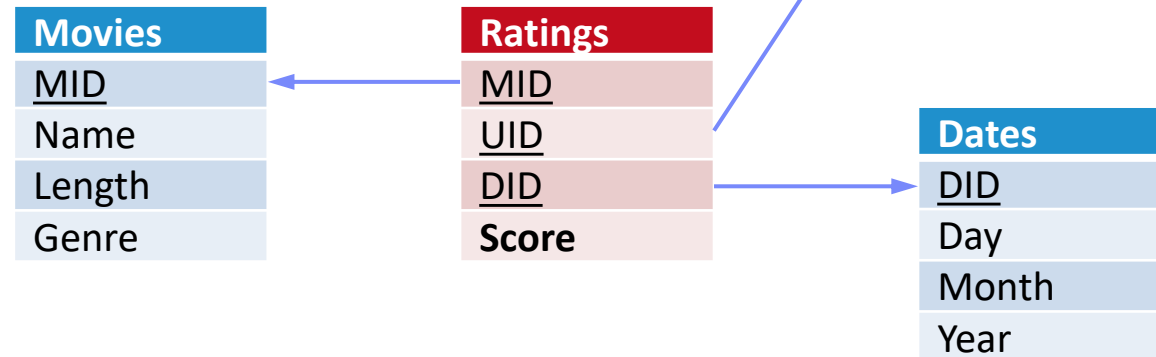 Movies
MID
Name
Length
Genre
Ratings
MID
UID
DID
Score
Dates
DID
Day
Month
Year